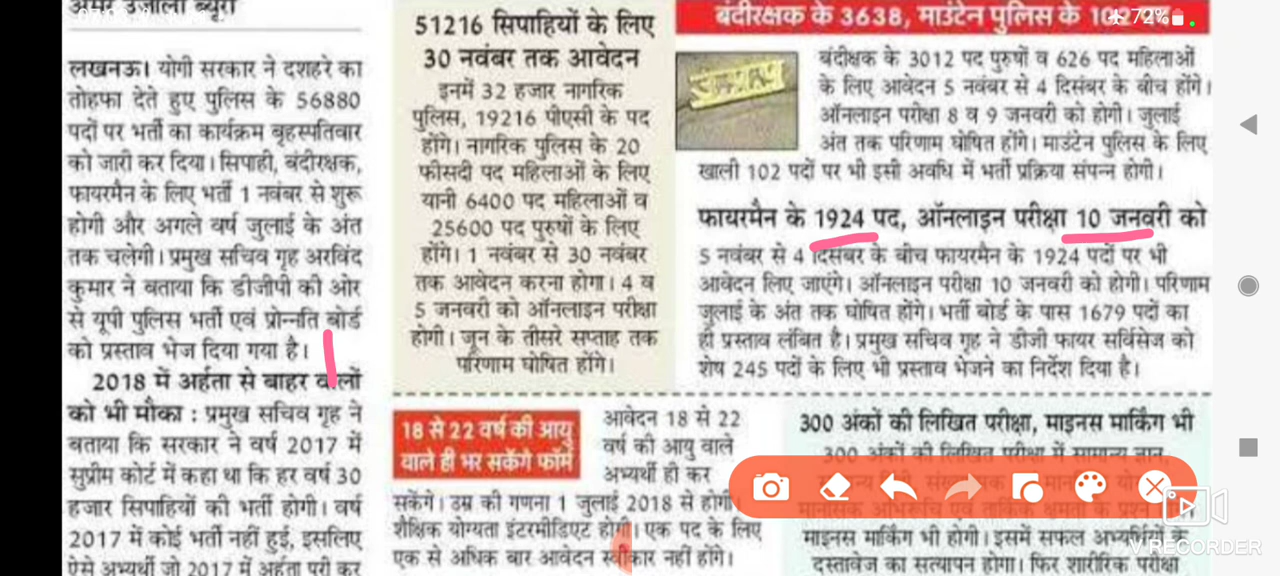 अमर उजाला ब्यूरो
लखनऊ। योगी सरकार ने दशहरे का
तोहफा देते हुए पुलिस के 56880
पदों पर भर्ती का कार्यक्रम बृहस्पतिवार
को जारी कर दिया। सिपाही, बंदीरक्षक,
फायरमैन के लिए भर्ती 1 नवंबर से शुरू
होगी और अगले वर्ष जुलाई के अंत
तक चलेगी। प्रमुख सचिव गृह अरविंद
कुमार ने बताया कि डीजीपी की ओर
से यूपी पुलिस भर्ती एवं प्रोन्नति बोर्ड
को प्रस्ताव भेज दिया गया है।
2018 में अर्हता से बाहर वालों
को भी मौका : प्रमुख सचिव गृह ने
बताया कि सरकार ने वर्ष 2017 में
सुप्रीम कोर्ट में कहा था कि हर वर्ष 30
हजार सिपाहियों की भर्ती होगी। वर्ष
2017 में कोई भर्ती नहीं हुई, इसलिए
ऐसे अभ्यर्थी जो 2017 में अर्हता पूरी कर
51216 सिपाहियों के लिए
30 नवंबर तक आवेदन
इनमें 32 हजार नागरिक
पुलिस, 19216 पीएसी के पद
होंगे। नागरिक पुलिस के 20
फीसदी पद महिलाओं के लिए
यानी 6400 पद महिलाओं व
25600 पद पुरुषों के लिए
होंगे। 1 नवंबर से 30 नवंबर
तक आवेदन करना होगा। 4 व
5 जनवरी को ऑनलाइन परीक्षा
होगी। जून के तीसरे सप्ताह तक
परिणाम घोषित होंगे।
बंदीरक्षक के 3638, माउंटेन पुलिस के
72%
बंदीरक्षक के 3012 पद पुरुषों व 626 पद महिलाओं
के लिए आवेदन 5 नवंबर से 4 दिसंबर के बीच होंगे।
ऑनलाइन परीक्षा 8 व 9 जनवरी को होगी। जुलाई
अंत तक परिणाम घोषित होंगे। माउंटेन पुलिस के लिए
खाली 102 पदों पर भी इसी अवधि में भर्ती प्रक्रिया संपन्न होगी।
फायरमैन के 1924 पद, ऑनलाइन परीक्षा 10 जनवरी को
5 नवंबर से 4 दिसंबर के बीच फायरमैन के 1924 पदों पर भी
आवेदन लिए जाएंगे। ऑनलाइन परीक्षा 10 जनवरी को होगी। परिणाम
जुलाई के अंत तक घोषित होंगे। भर्ती बोर्ड के पास 1679 पदों का
ही प्रस्ताव लंबित है। प्रमुख सचिव गृह ने डीजी फायर सर्विसेज को
शेष 245 पदों के लिए भी प्रस्ताव भेजने का निर्देश दिया है।
18 से 22 वर्ष की आयु
वाले ही भर सकेंगे फॉर्म
आवेदन 18 से 22
वर्ष की आयु वाले
अभ्यर्थी ही कर
सकेंगे। उम्र की गणना 1 जुलाई 2018 से होगी।
शैक्षिक योग्यता इंटरमीडिएट होगी। एक पद के लिए
एक से अधिक बार आवेदन स्वीकार नहीं होंगे।
300 अंकों की लिखित परीक्षा, माइनस मार्किंग भी
300 अंकों की लिखित परीक्षा में सामान्य ज्ञान,
माइनस मार्किंग भी होगी। इसमें सफल अभ्यर्थियों के
दस्तावेज का सत्यापन होगा। फिर शारीरिक परीक्षा
V RECORDER